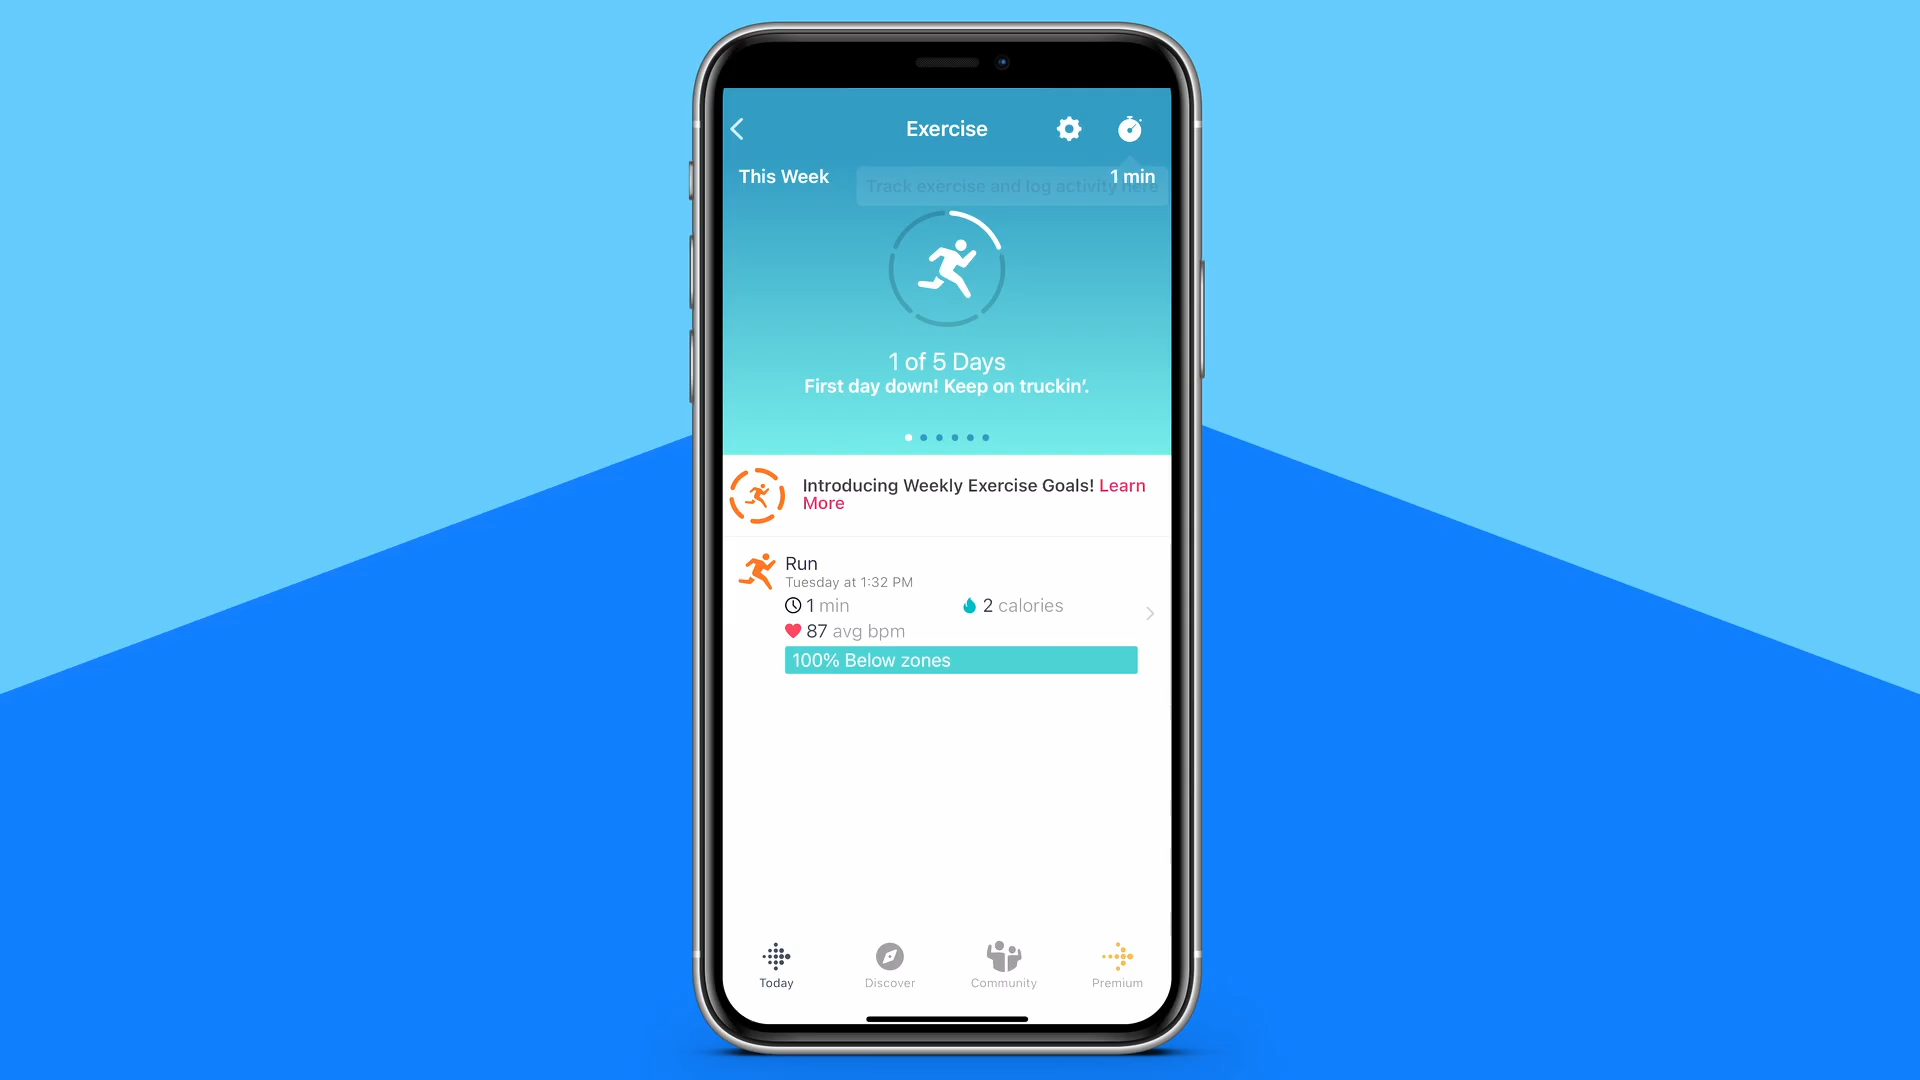 Exercise
This Week
1 min
Track exercise and log activity here
1 of 5 Days
First day down! Keep on truckin’.
Introducing Weekly Exercise Goals! Learn
More
Run
Tuesday at 1:32 PM
1 min
2 calories
87 avg bpm
100% Below zones
Today
Discover
Community
Premium